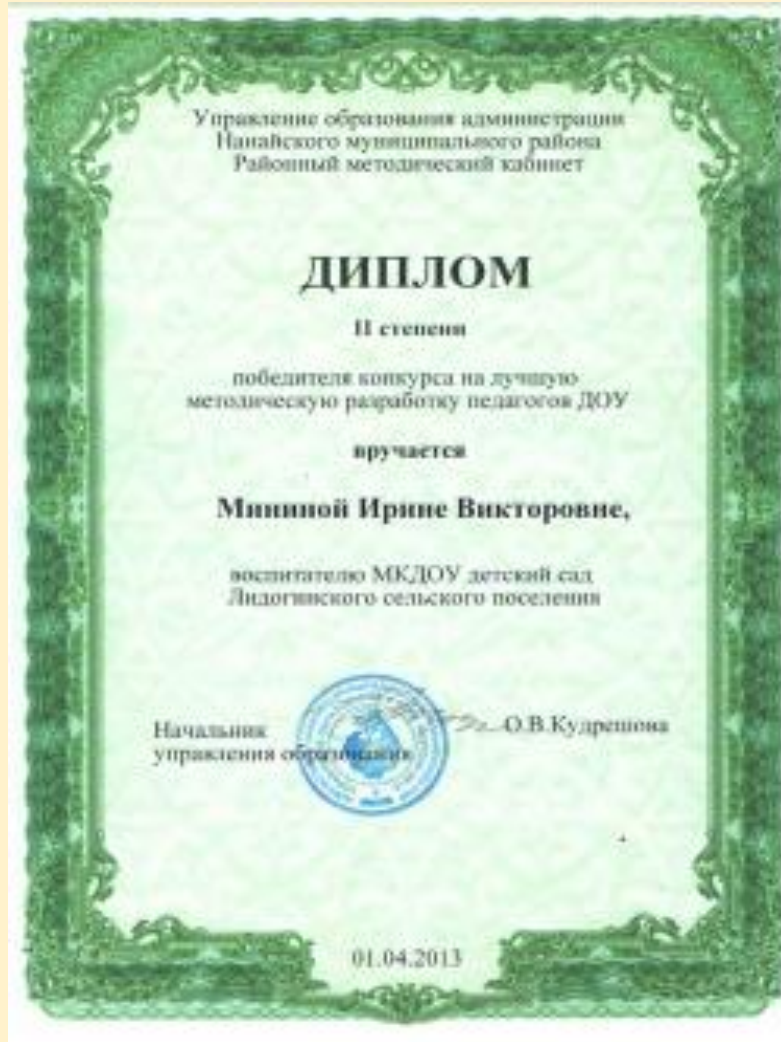 Управление образования администрации
Нанайского муниципального района
Районный методический кабинет
ДИПЛОМ
II степени
победителя конкурса на лучшую
методическую разработку педагогов ДОУ
вручается
Мининой Ирине Викторовне,
воспитателю МКДОУ детский сад
Лидогинского сельского поселения
Начальник
управления образования
О.В.Кудрешова
01.04.2013